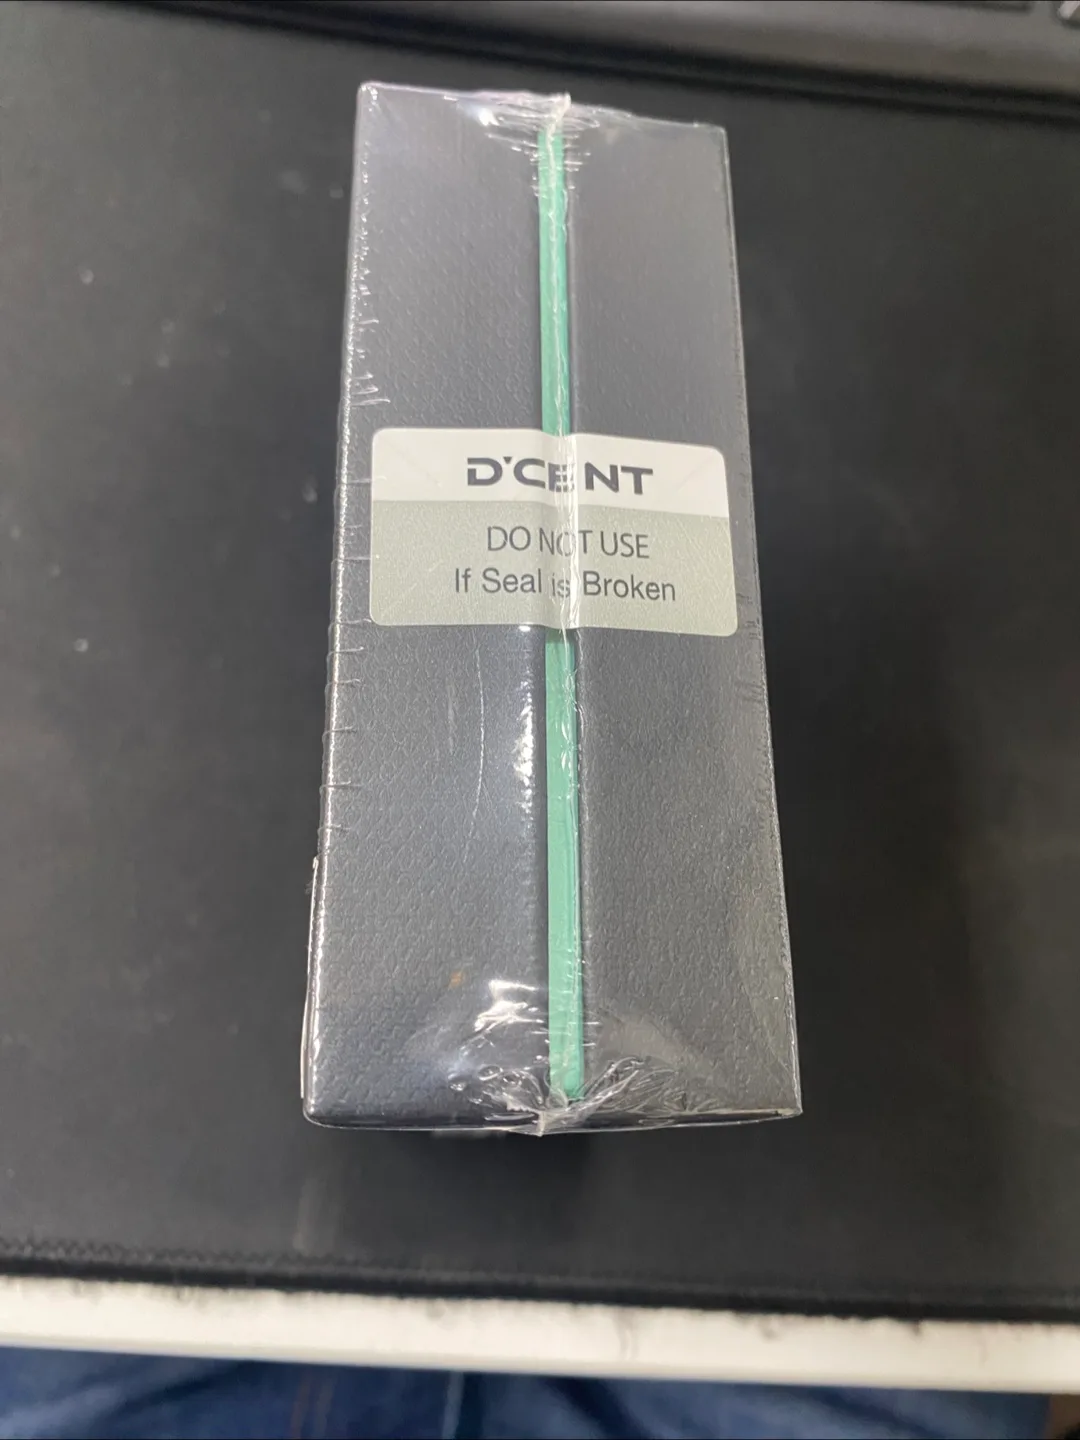 D'CENT
DO NOT USE
If Seal is Broken